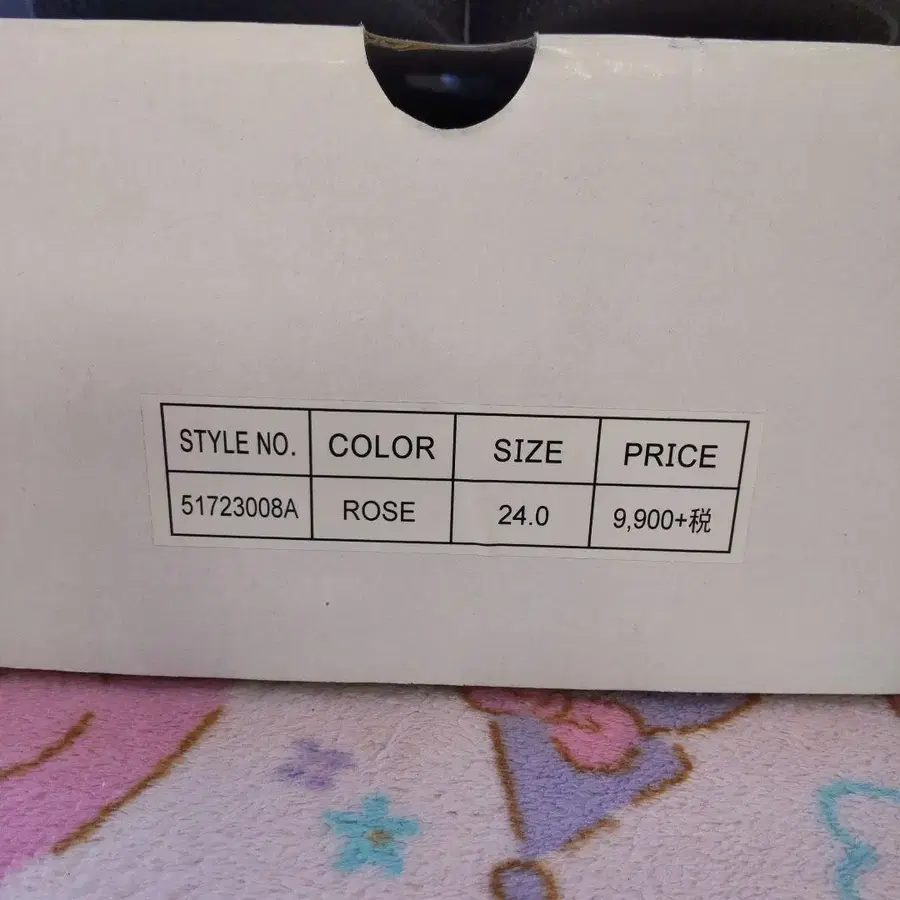 STYLE NO. COLOR SIZE PRICE
51723008A ROSE 24.0 9,900+税